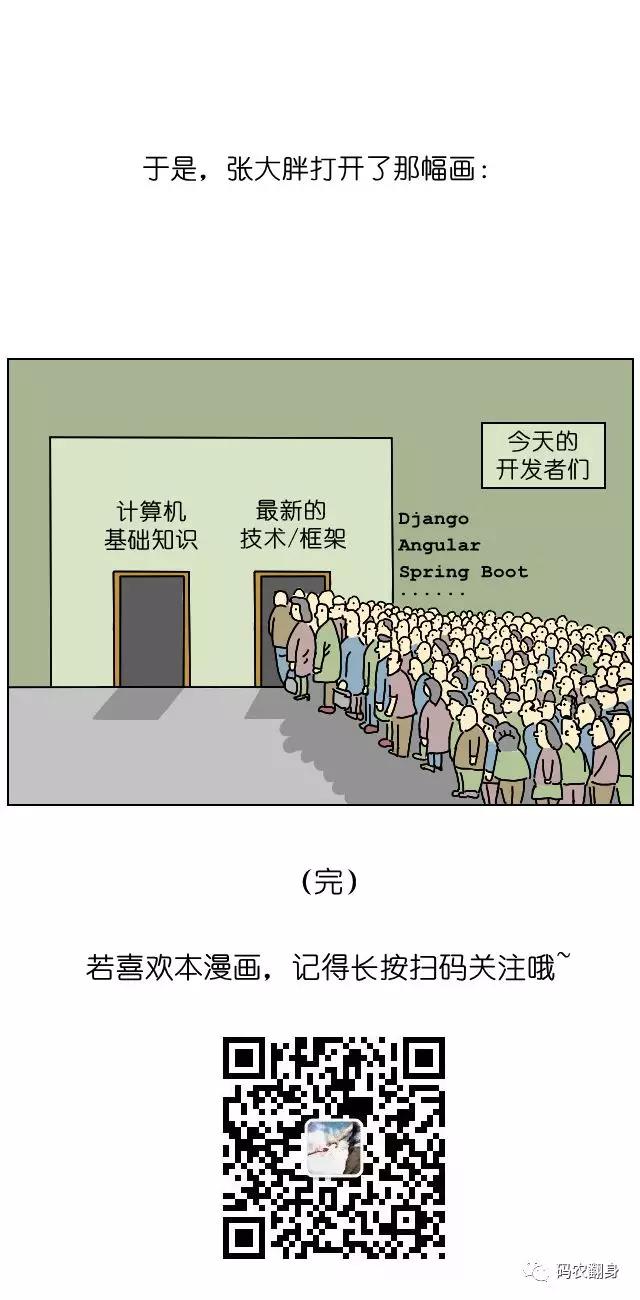 于是，张大胖打开了那幅画：
今天的
开发者们
计算机
基础知识
最新的
技术/框架
Django
Angular
Spring Boot
......
（完）
若喜欢本漫画，记得长按扫码关注哦~
码农翻身